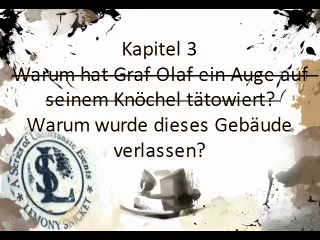 Kapitel 3
Warum hat Graf Olaf ein Auge auf
seinem Knöchel tätowiert?
Warum wurde dieses Gebäude
verlassen?
A Series of Unfortunate Events
LS
LEMONY SNICKET